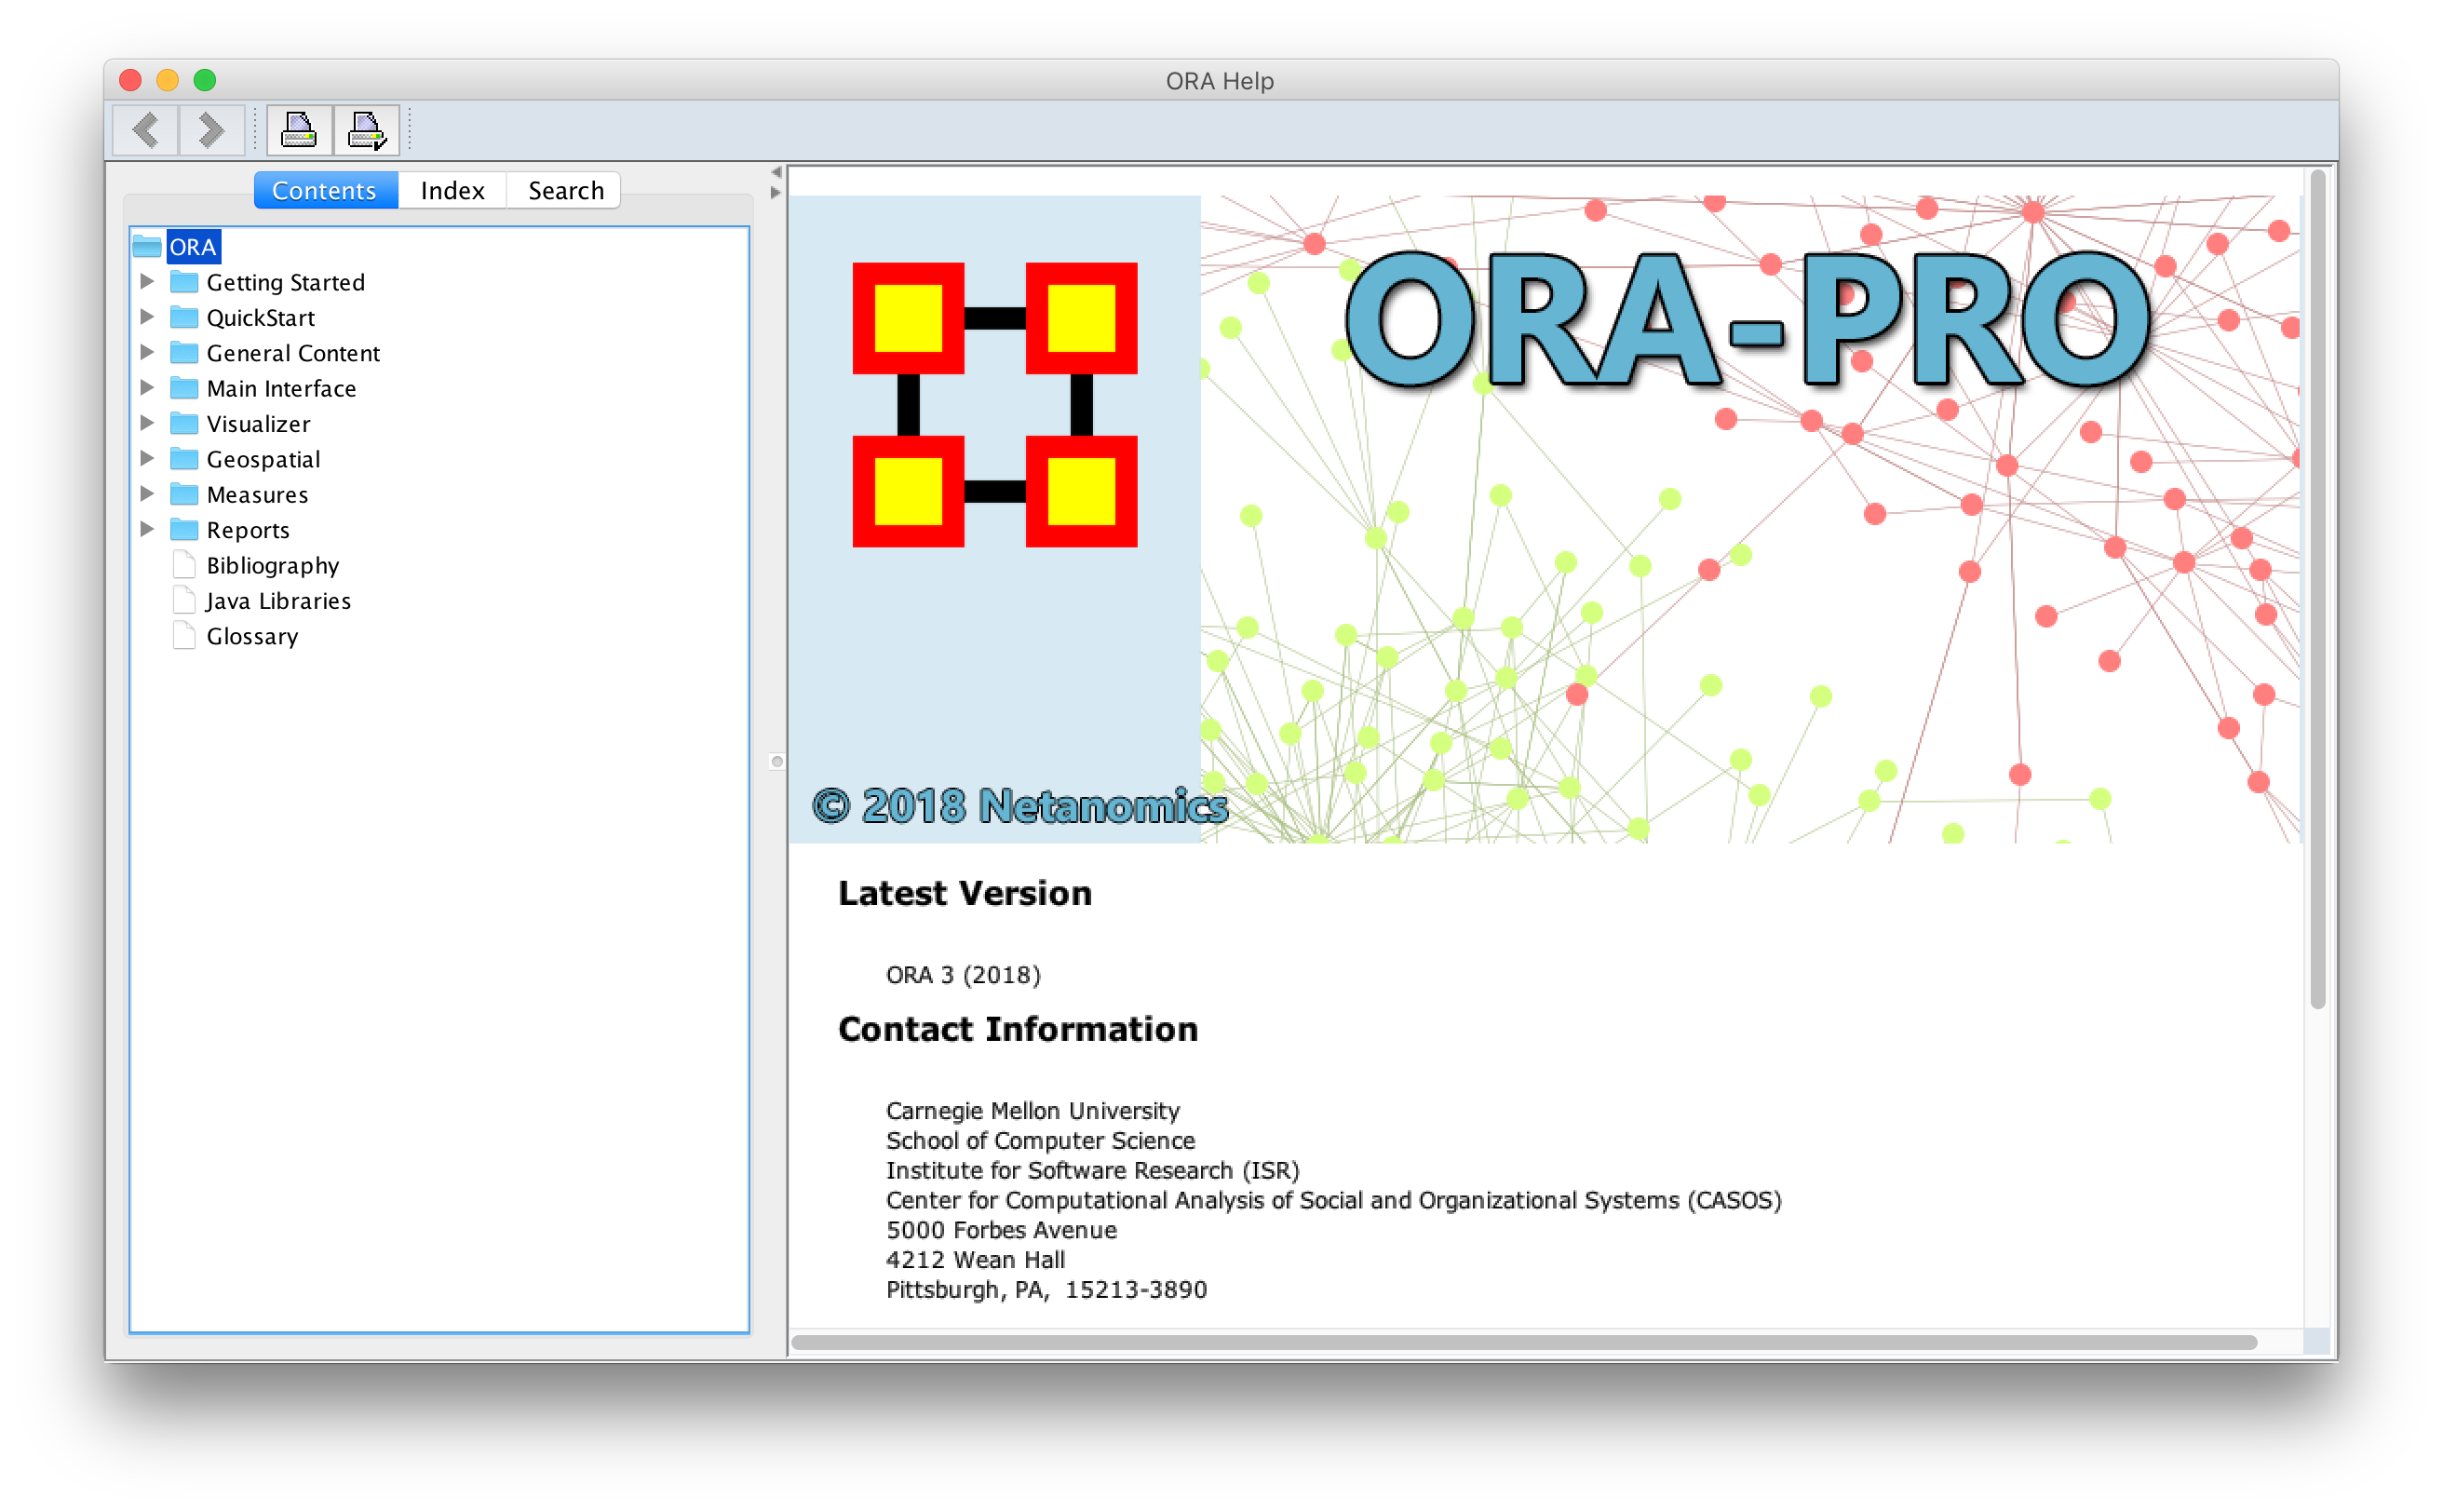 ORA Help
Contents Index Search
ORA
Getting Started
QuickStart
General Content
Main Interface
Visualizer
Geospatial
Measures
Reports
Bibliography
Java Libraries
Glossary
ORA-PRO
© 2018 Netanomics
Latest Version
ORA 3 (2018)
Contact Information
Carnegie Mellon University
School of Computer Science
Institute for Software Research (ISR)
Center for Computational Analysis of Social and Organizational Systems (CASOS)
5000 Forbes Avenue
4212 Wean Hall
Pittsburgh, PA,  15213-3890